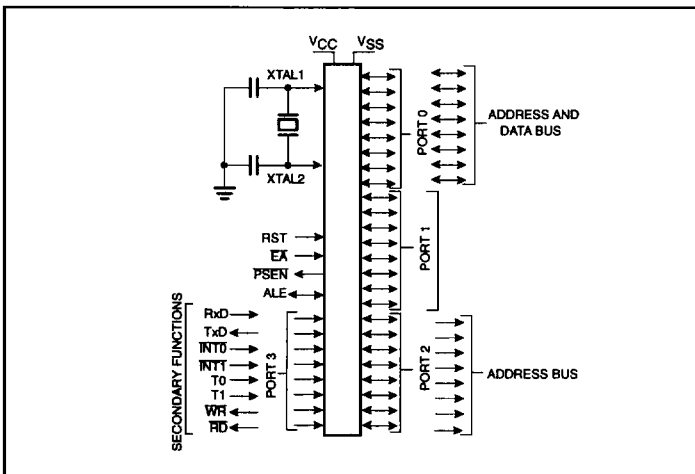 VCC VSS
XTAL1
XTAL2
PORT 0
ADDRESS AND
DATA BUS
PORT 1
RST
EA
PSEN
ALE
SECONDARY FUNCTIONS
RxD
TxD
INT0
INT1
T0
T1
WR
RD
PORT 3
PORT 2
ADDRESS BUS